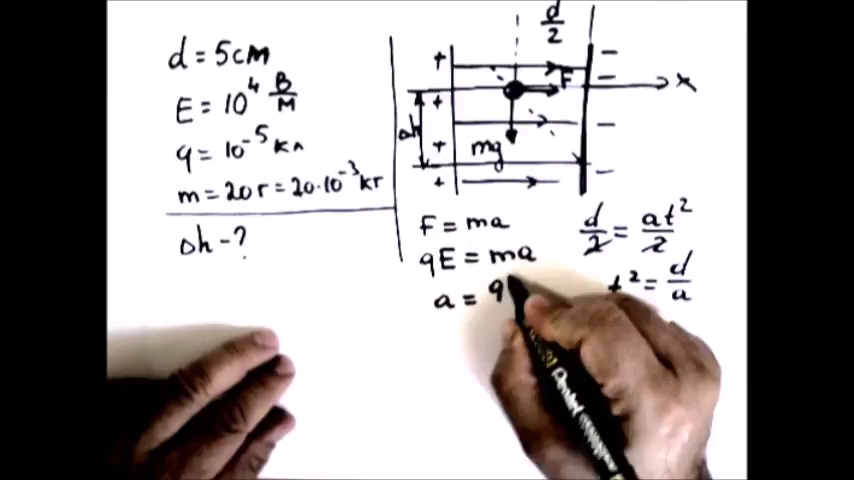 d = 5см
E = 10⁴ В/м
q = 10⁻⁵ кл
m = 20г = 20·10⁻³ кг
Δh - ?
d/2
+ + + +
− − − −
F
x
Δh
mg
F = ma
qE = ma
a = q
d/2 = at²/2
t² = d/a